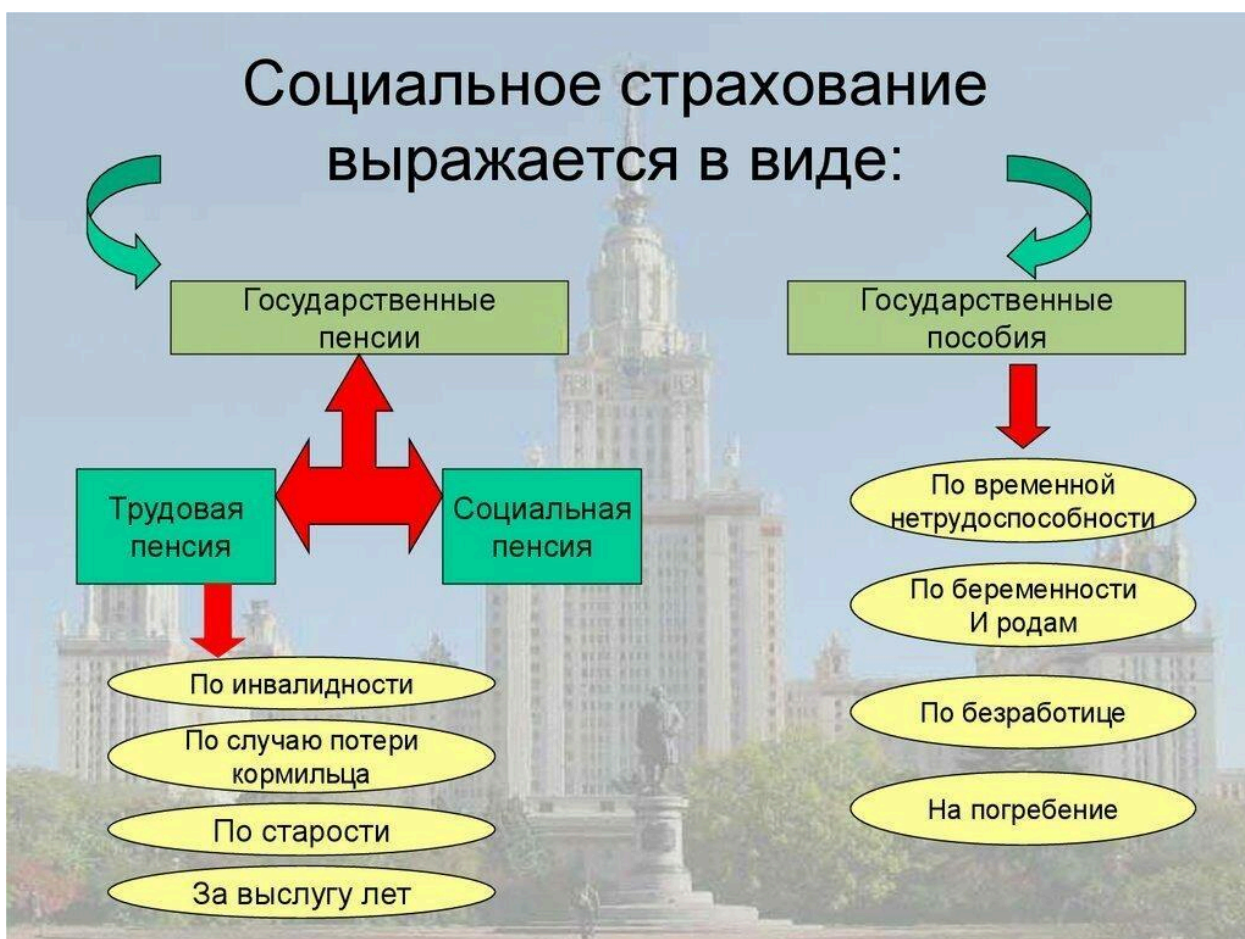 Социальное страхование
выражается в виде:
Государственные
пенсии
Государственные
пособия
Трудовая
пенсия
Социальная
пенсия
По инвалидности
По случаю потери
кормильца
По старости
За выслугу лет
По временной
нетрудоспособности
По беременности
И родам
По безработице
На погребение